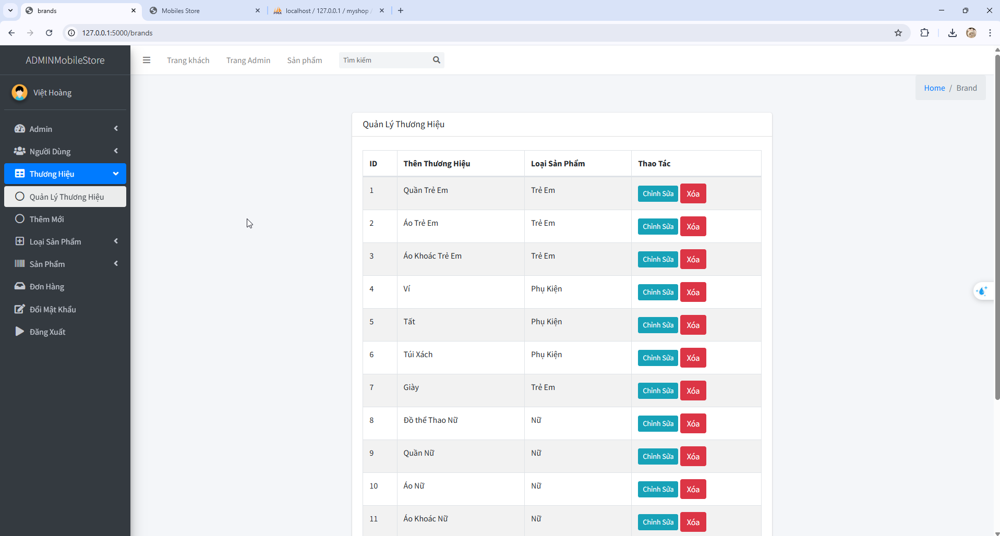 brands
Mobiles Store
localhost / 127.0.0.1 / myshop /
127.0.0.1:5000/brands
ADMINMobileStore
Trang khách
Trang Admin
Sản phẩm
Tìm kiếm
Home / Brand
Việt Hoàng
Admin
Người Dùng
Thương Hiệu
Quản Lý Thương Hiệu
Thêm Mới
Loại Sản Phẩm
Sản Phẩm
Đơn Hàng
Đổi Mật Khẩu
Đăng Xuất
Quản Lý Thương Hiệu
ID Thên Thương Hiệu Loại Sản Phẩm Thao Tác
1 Quần Trẻ Em Trẻ Em Chỉnh Sửa Xóa
2 Áo Trẻ Em Trẻ Em Chỉnh Sửa Xóa
3 Áo Khoác Trẻ Em Trẻ Em Chỉnh Sửa Xóa
4 Ví Phụ Kiện Chỉnh Sửa Xóa
5 Tất Phụ Kiện Chỉnh Sửa Xóa
6 Túi Xách Phụ Kiện Chỉnh Sửa Xóa
7 Giày Trẻ Em Chỉnh Sửa Xóa
8 Đồ thể Thao Nữ Nữ Chỉnh Sửa Xóa
9 Quần Nữ Nữ Chỉnh Sửa Xóa
10 Áo Nữ Nữ Chỉnh Sửa Xóa
11 Áo Khoác Nữ Nữ Chỉnh Sửa Xóa